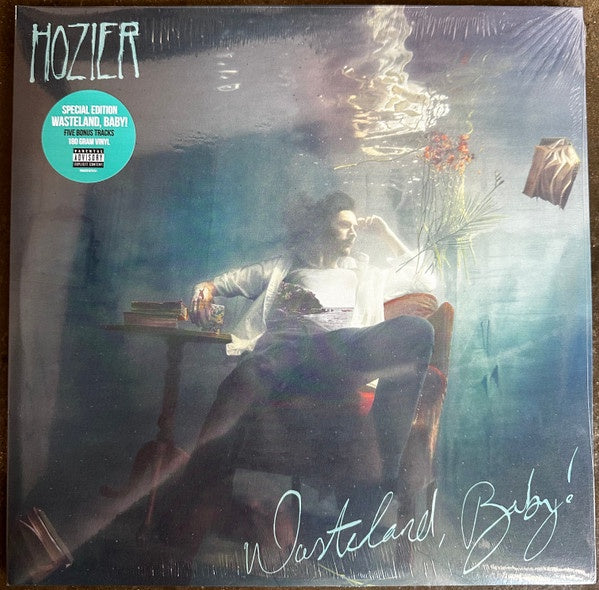 HOZIER
SPECIAL EDITION
WASTELAND, BABY!
FIVE BONUS TRACKS
180 GRAM VINYL
PARENTAL
ADVISORY
EXPLICIT CONTENT
Wasteland, Baby!